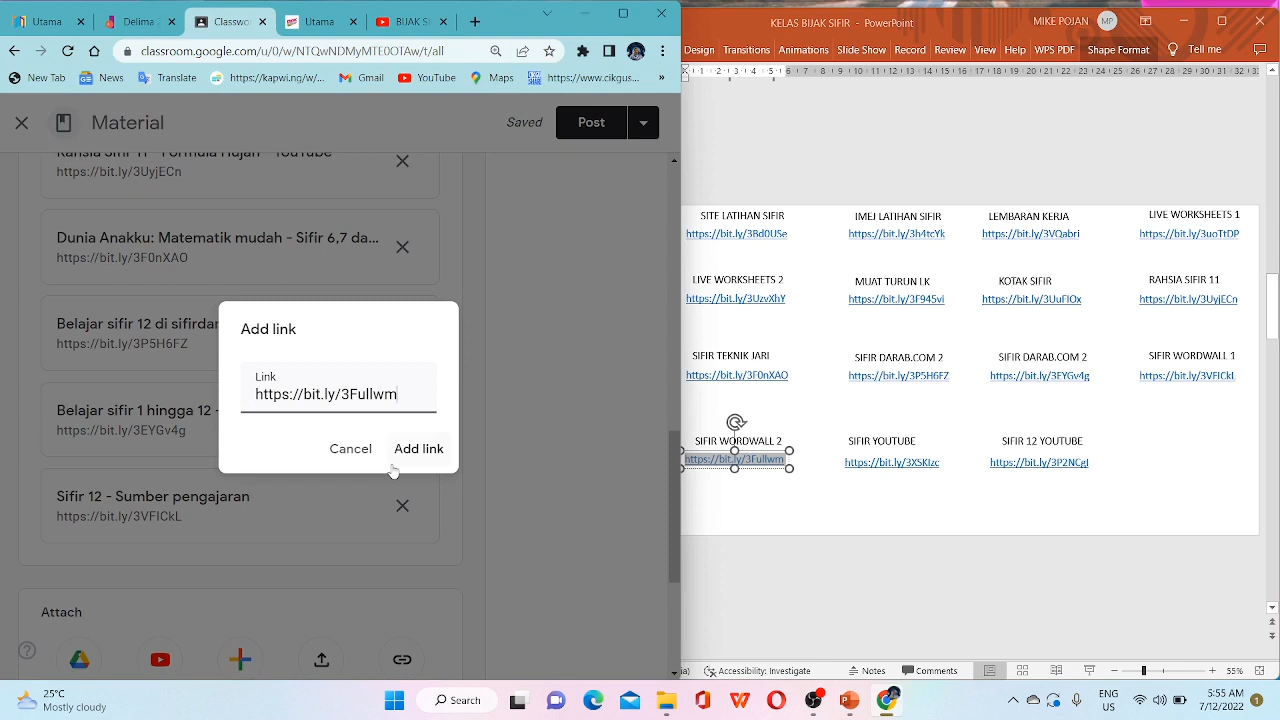 Utama
Delima
Classwo
Utama
BIJAK SI
classroom.google.com/u/0/w/NTQwNDMyMTE0OTAw/t/all
New Tab
News
Translate
Gmail
YouTube
Maps
http://www.cikgus...
»
Material
Saved
Post
Rahsia Sifir 11 - Formula Hujan - YouTube
https://bit.ly/3UyjECn
Dunia Anakku: Matematik mudah - Sifir 6,7 da...
https://bit.ly/3F0nXAO
Belajar sifir 12 di sifirda
https://bit.ly/3P5H6FZ
Belajar sifir 1 hingga 12 -
https://bit.ly/3EYGv4g
Sifir 12 - Sumber pengajaran
https://bit.ly/3VFICkL
Attach
Add link
Link
https://bit.ly/3Fullwm
Cancel
Add link
KELAS BIJAK SIFIR - PowerPoint
MIKE POJAN
MP
Design Transitions Animations Slide Show Record Review View Help WPS PDF Shape Format Tell me
SITE LATIHAN SIFIR
https://bit.ly/3Bd0USe
IMEJ LATIHAN SIFIR
https://bit.ly/3h4tcYk
LEMBARAN KERJA
https://bit.ly/3VQabri
LIVE WORKSHEETS 1
https://bit.ly/3uoTtDP
LIVE WORKSHEETS 2
https://bit.ly/3UzvXhY
MUAT TURUN LK
https://bit.ly/3F945vi
KOTAK SIFIR
https://bit.ly/3UuFIOx
RAHSIA SIFIR 11
https://bit.ly/3UyjECn
SIFIR TEKNIK JARI
https://bit.ly/3F0nXAO
SIFIR DARAB.COM 2
https://bit.ly/3P5H6FZ
SIFIR DARAB.COM 2
https://bit.ly/3EYGv4g
SIFIR WORDWALL 1
https://bit.ly/3VFICkL
SIFIR WORDWALL 2
https://bit.ly/3Fullwm
SIFIR YOUTUBE
https://bit.ly/3XSKIzc
SIFIR 12 YOUTUBE
https://bit.ly/3P2NCgI
Accessibility: Investigate
Notes
Comments
55%
25°C
Mostly cloudy
Search
ENG
US
5:55 AM
7/12/2022
1